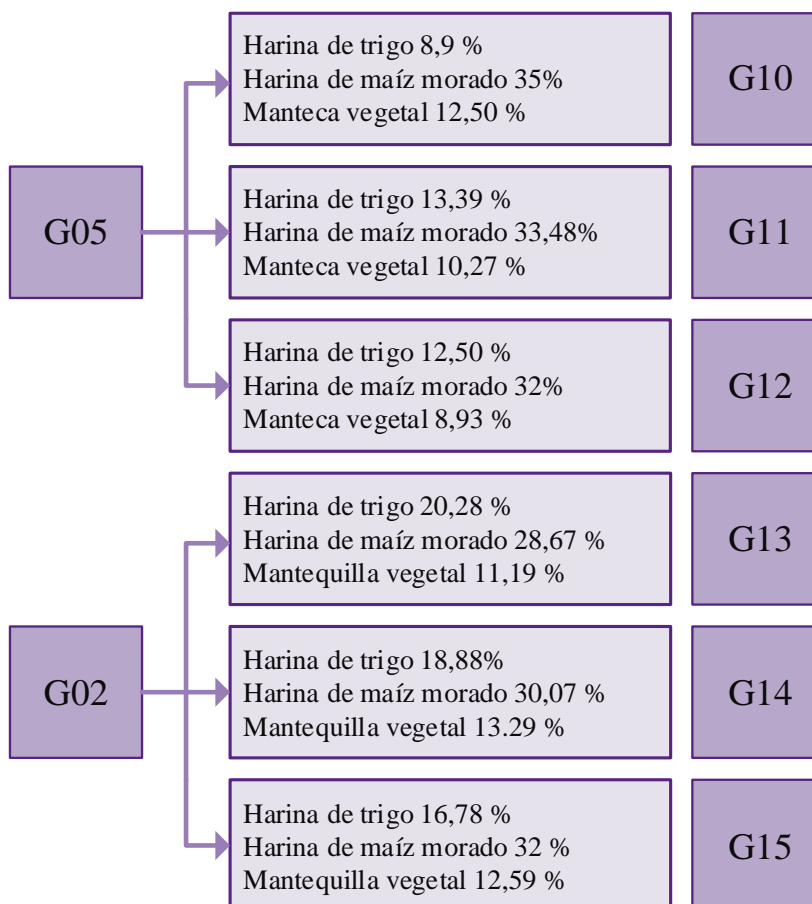 G05
Harina de trigo 8,9 %
Harina de maíz morado 35%
Manteca vegetal 12,50 %
G10
Harina de trigo 13,39 %
Harina de maíz morado 33,48%
Manteca vegetal 10,27 %
G11
Harina de trigo 12,50 %
Harina de maíz morado 32%
Manteca vegetal 8,93 %
G12
G02
Harina de trigo 20,28 %
Harina de maíz morado 28,67 %
Mantequilla vegetal 11,19 %
G13
Harina de trigo 18,88%
Harina de maíz morado 30,07 %
Mantequilla vegetal 13.29 %
G14
Harina de trigo 16,78 %
Harina de maíz morado 32 %
Mantequilla vegetal 12,59 %
G15